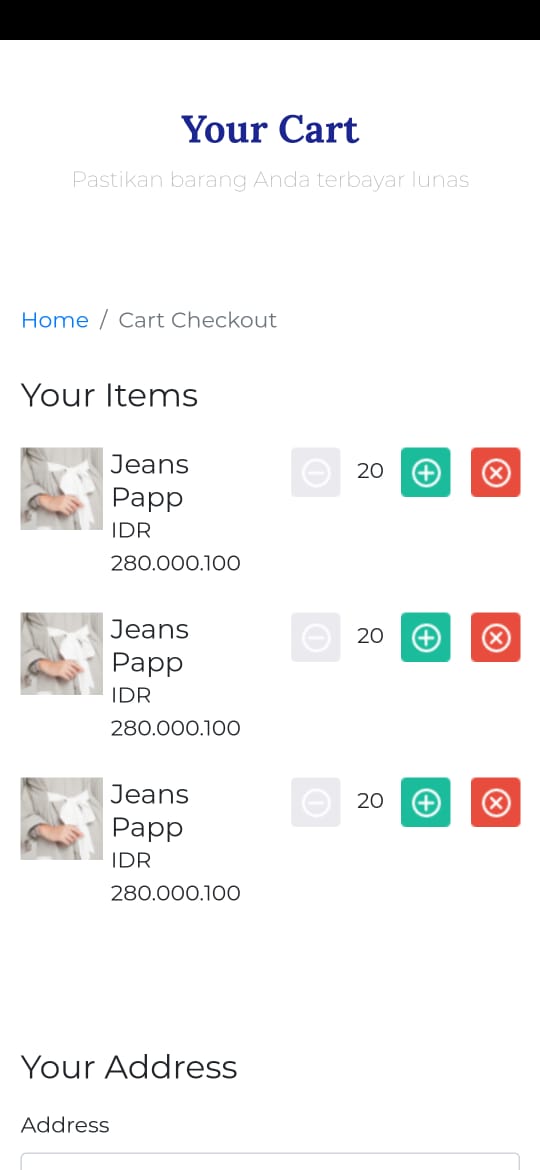 Your Cart
Pastikan barang Anda terbayar lunas
Home / Cart Checkout
Your Items
Jeans
Papp
IDR
280.000.100
20
Jeans
Papp
IDR
280.000.100
20
Jeans
Papp
IDR
280.000.100
20
Your Address
Address